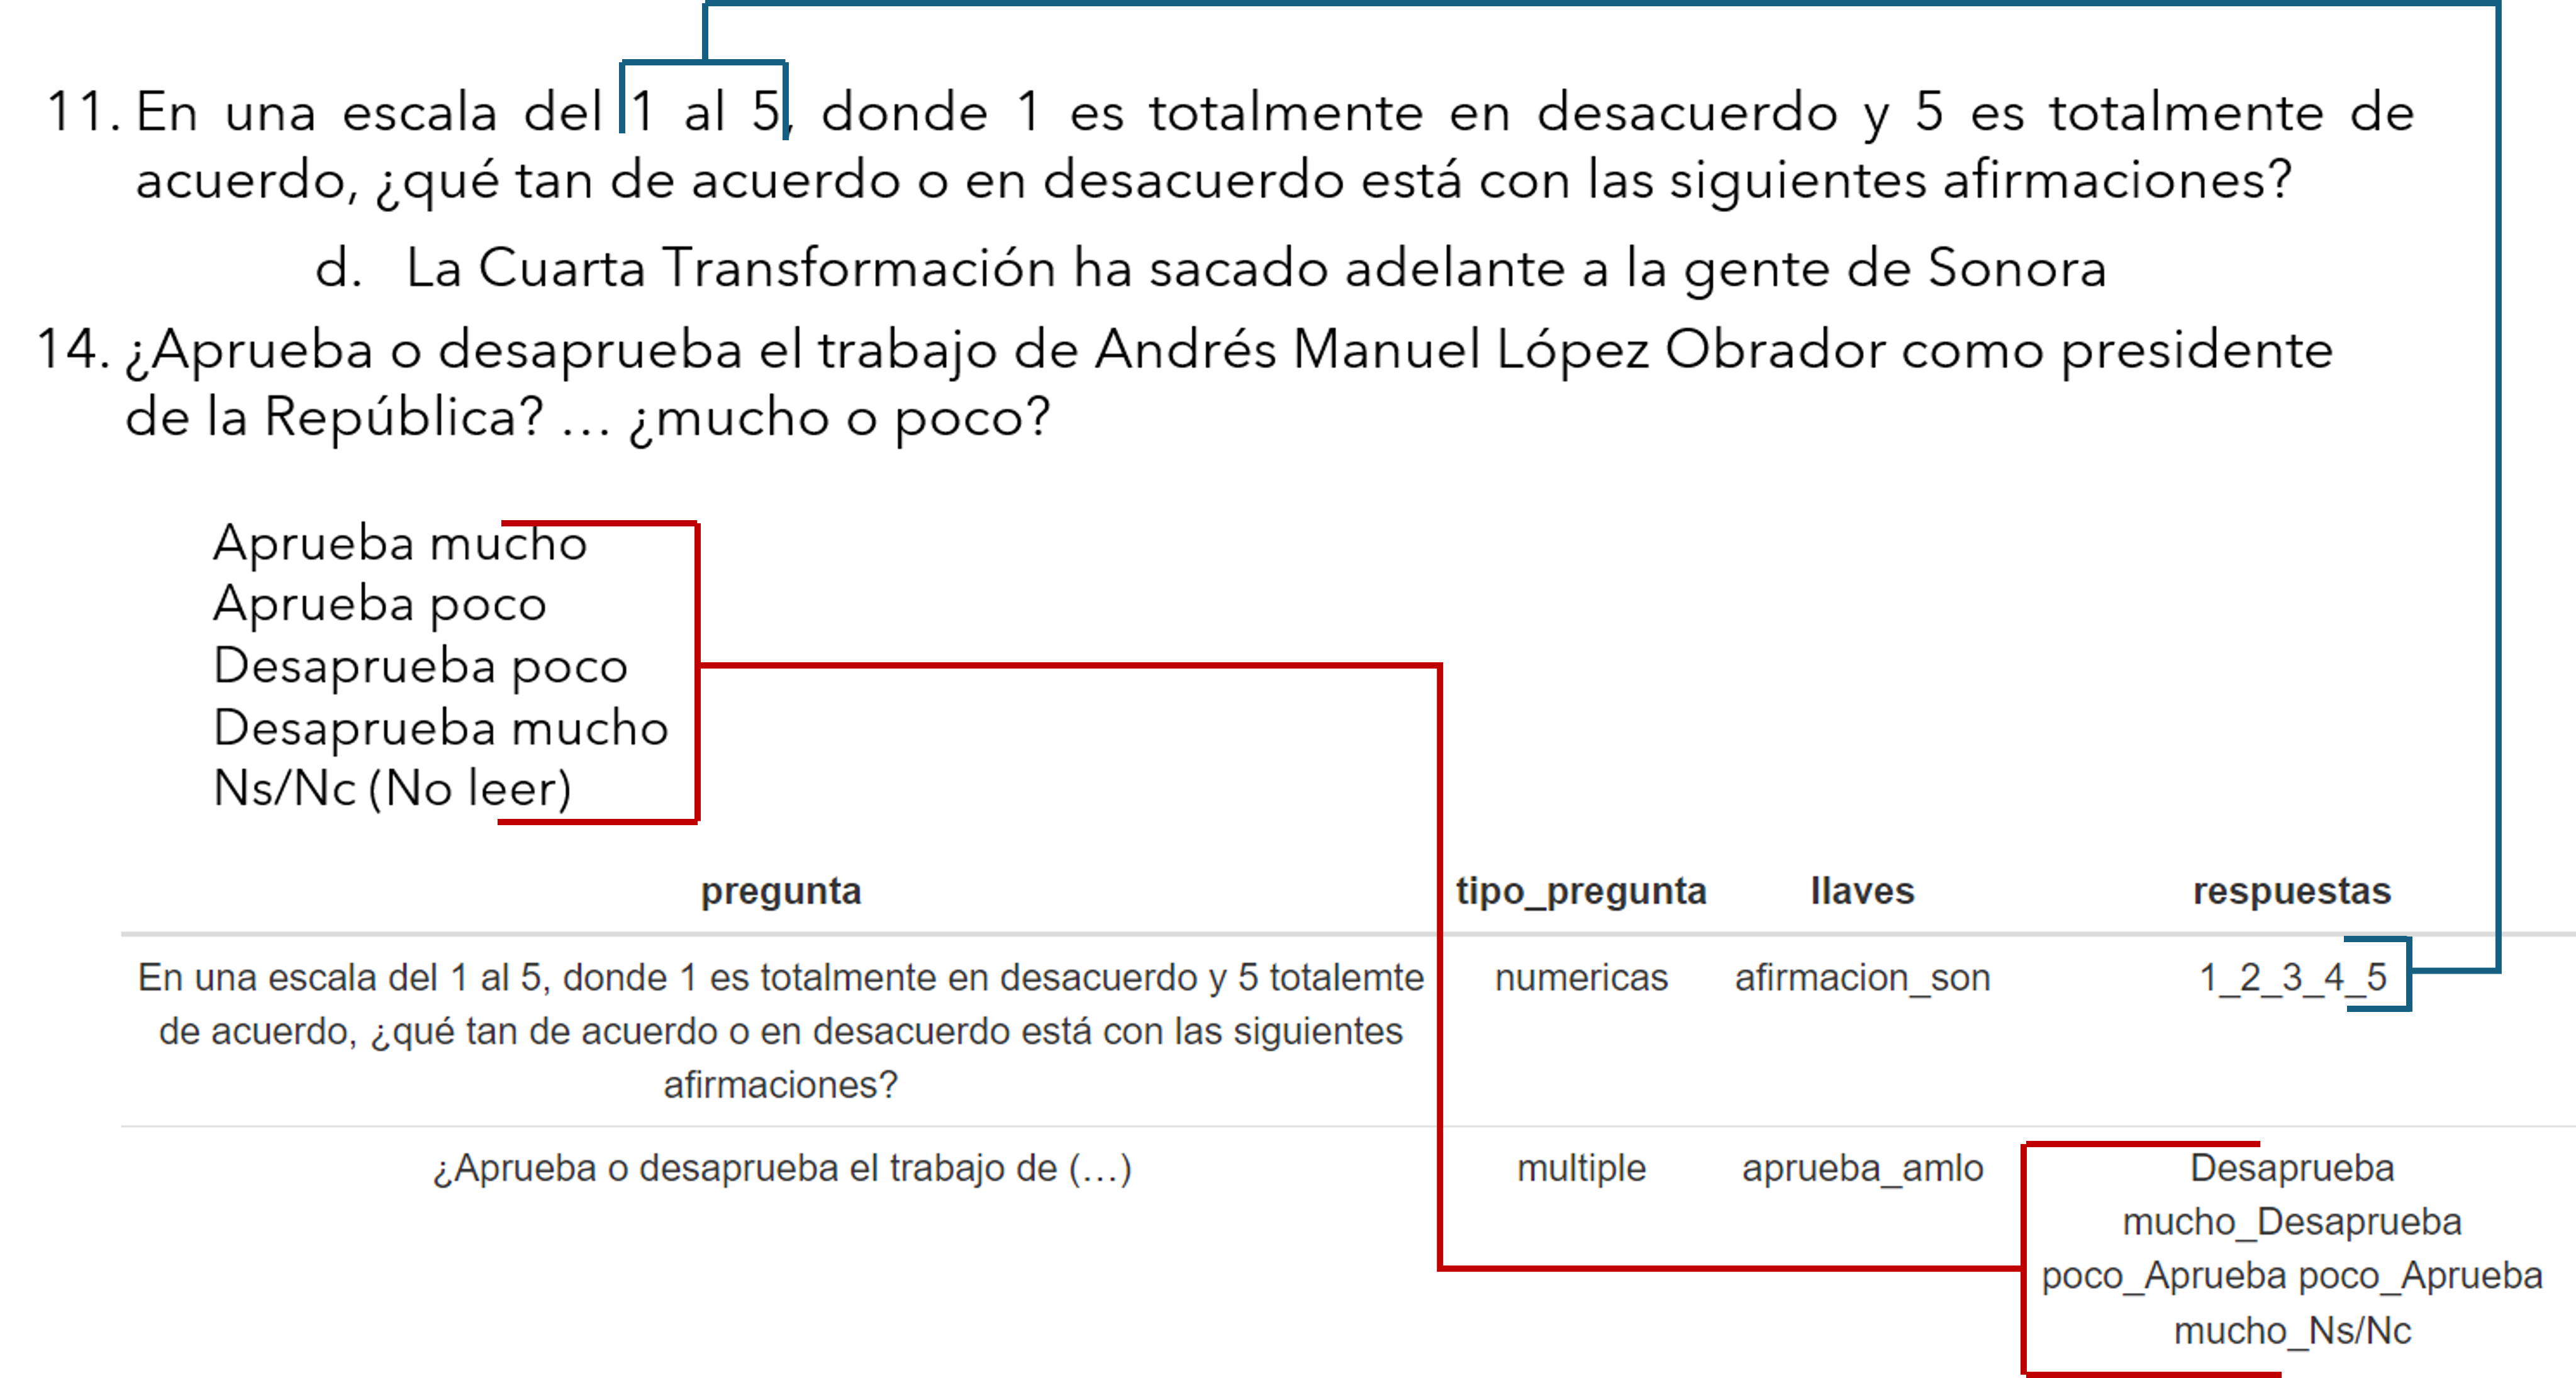 11. En una escala del 1 al 5, donde 1 es totalmente en desacuerdo y 5 es totalmente de
acuerdo, ¿qué tan de acuerdo o en desacuerdo está con las siguientes afirmaciones?
d. La Cuarta Transformación ha sacado adelante a la gente de Sonora
14. ¿Aprueba o desaprueba el trabajo de Andrés Manuel López Obrador como presidente
de la República? ... ¿mucho o poco?
Aprueba mucho
Aprueba poco
Desaprueba poco
Desaprueba mucho
Ns/Nc (No leer)
pregunta tipo_pregunta llaves respuestas
En una escala del 1 al 5, donde 1 es totalmente en desacuerdo y 5 totalemte numericas afirmacion_son 1_2_3_4_5
de acuerdo, ¿qué tan de acuerdo o en desacuerdo está con las siguientes
afirmaciones?
¿Aprueba o desaprueba el trabajo de (...) multiple aprueba_amlo Desaprueba
mucho_Desaprueba
poco_Aprueba poco_Aprueba
mucho_Ns/Nc